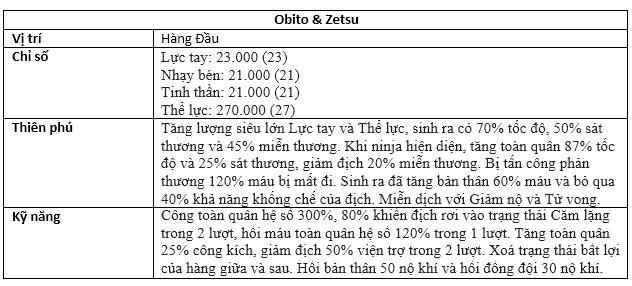 Obito & Zetsu
Vị trí
Hàng Đầu
Chỉ số
Lực tay: 23.000 (23)
Nhạy bén: 21.000 (21)
Tinh thần: 21.000 (21)
Thể lực: 270.000 (27)
Thiên phú
Tăng lượng siêu lớn Lực tay và Thể lực, sinh ra có 70% tốc độ, 50% sát
thương và 45% miễn thương. Khi ninja hiện diện, tăng toàn quân 87% tốc
độ và 25% sát thương, giảm địch 20% miễn thương. Bị tấn công phản
thương 120% máu bị mất đi. Sinh ra đã tăng bản thân 60% máu và bỏ qua
40% khả năng khống chế của địch. Miễn dịch với Giảm nộ và Tử vong.
Kỹ năng
Công toàn quân hệ số 300%, 80% khiến địch rơi vào trạng thái Câm lặng
trong 2 lượt, hồi máu toàn quân hệ số 120% trong 1 lượt. Tăng toàn quân
25% công kích, giảm địch 50% viện trợ trong 2 lượt. Xoá trạng thái bất lợi
của hàng giữa và sau. Hồi bản thân 50 nộ khí và hồi đồng đội 30 nộ khí.